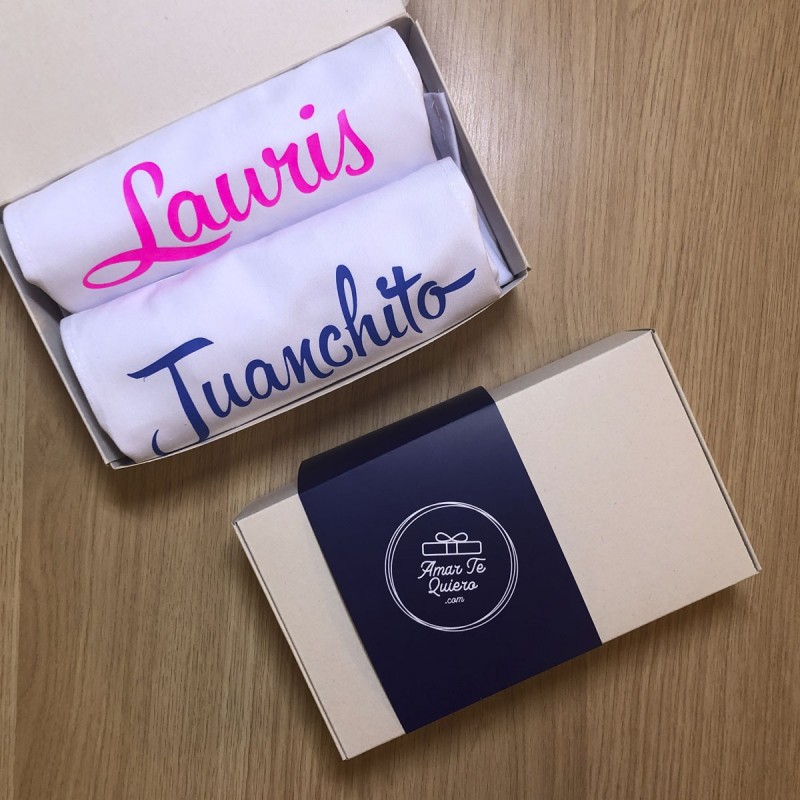 Lauris
Juanchito
Amar Te
Quiero
.com